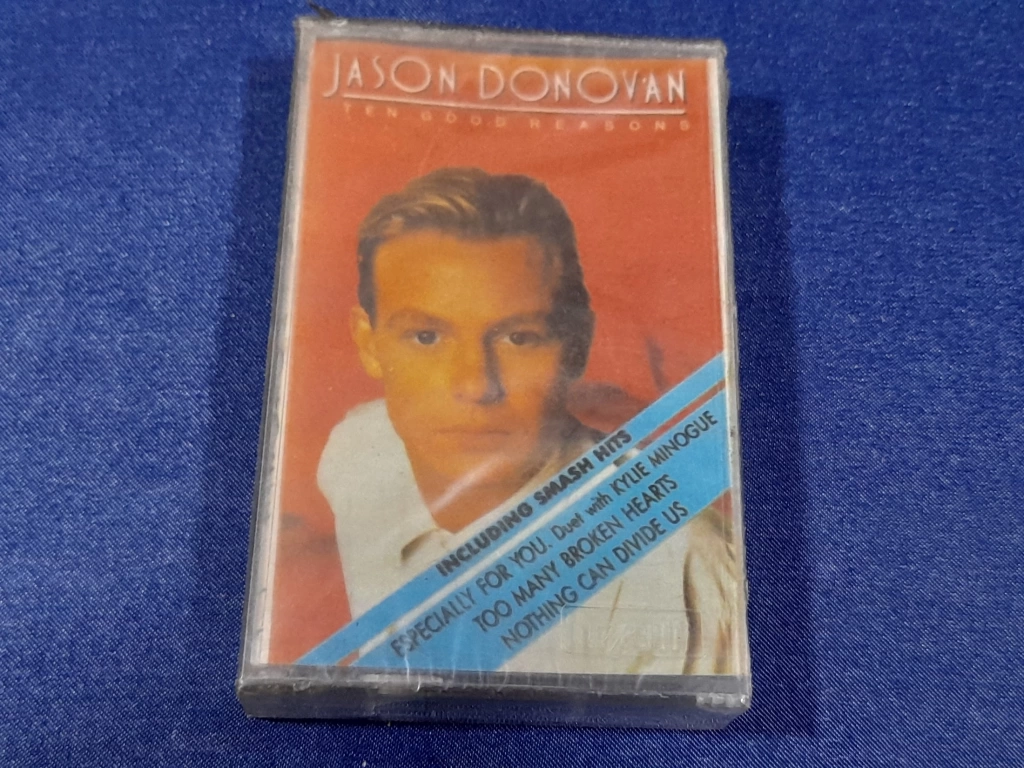 JASON DONOVAN
TEN GOOD REASONS
INCLUDING SMASH HITS
ESPECIALLY FOR YOU. Duet with KYLIE MINOGUE
TOO MANY BROKEN HEARTS
NOTHING CAN DIVIDE US